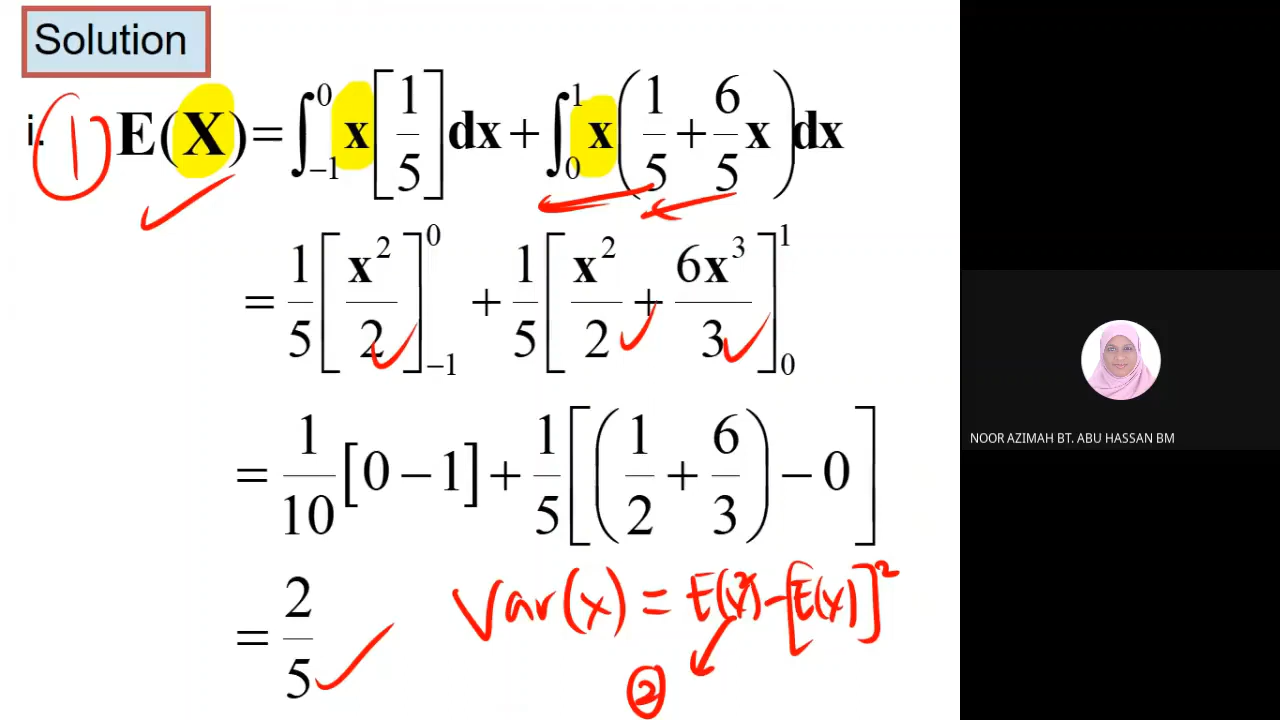 Solution
i. ① E(X) = ∫₋₁⁰ x[1/5]dx + ∫₀¹ x(1/5 + 6/5 x)dx
= 1/5 [x²/2]₋₁⁰ + 1/5 [x²/2 + 6x³/3]₀¹
= 1/10 [0 − 1] + 1/5 [(1/2 + 6/3) − 0]
= 2/5
Var(x) = E(x²) − [E(x)]²
②
NOOR AZIMAH BT. ABU HASSAN BM